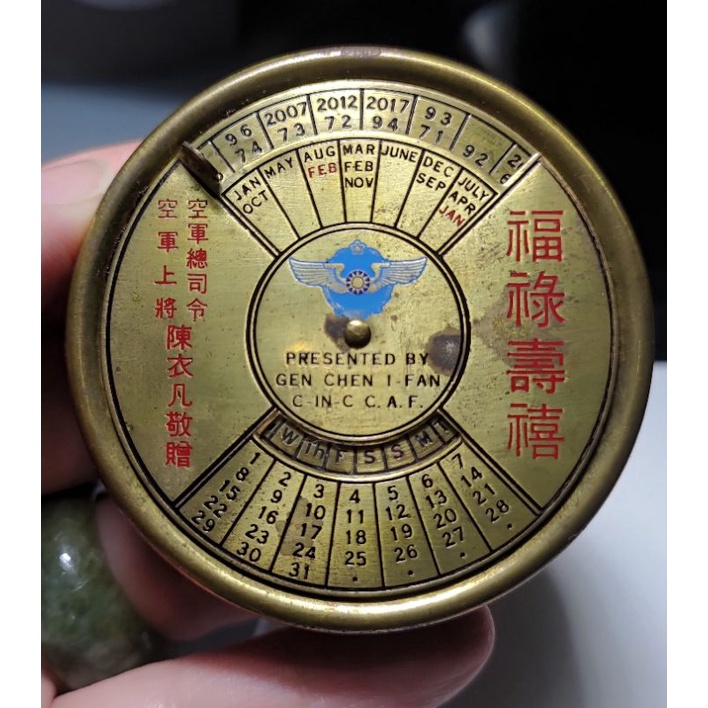 96 2007 2012 2017 93
74 73 72 94 71 92
JAN MAY AUG MAR JUNE DEC JULY
OCT FEB FEB SEP APR
NOV JAN
空軍總司令
空軍上將陳衣凡敬贈
福祿壽禧
PRESENTED BY
GEN CHEN I-FAN
C-IN-C C.A.F.
W Th F S S M T
1 2 3 4 5 6 7
8 9 10 11 12 13 14
15 16 17 18 19 20 21
22 23 24 25 26 27 28
29 30 31